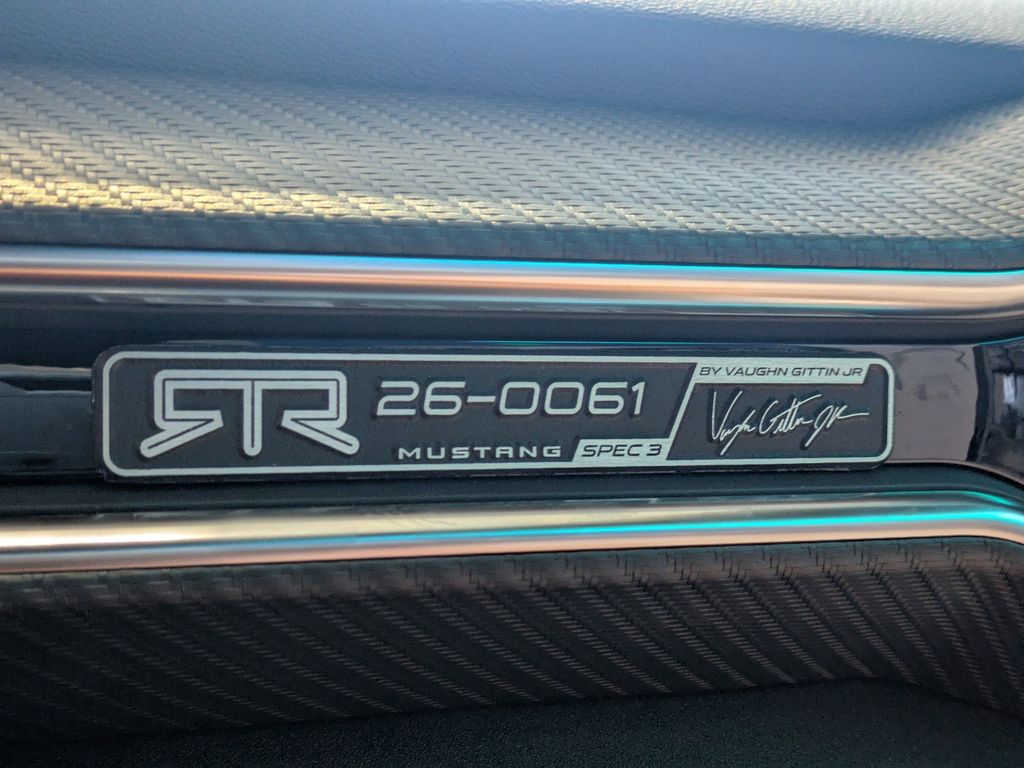 RTR
26-0061
MUSTANG SPEC 3
BY VAUGHN GITTIN JR
Vaughn Gittin Jr